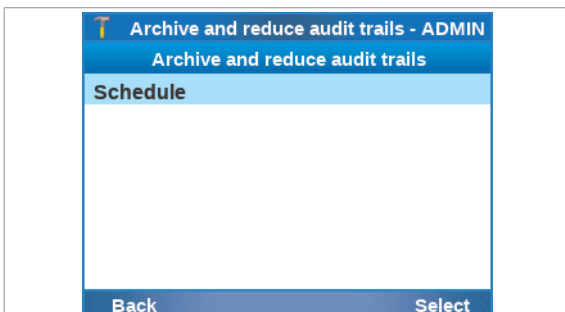 Archive and reduce audit trails - ADMIN
Archive and reduce audit trails
Schedule
Back Select